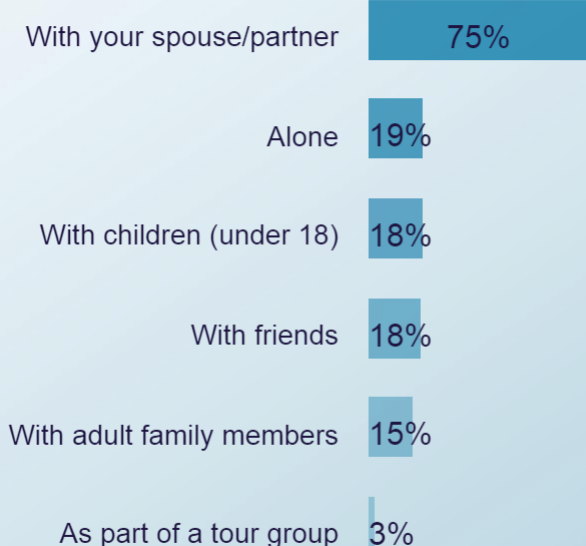 With your spouse/partner 75%
Alone 19%
With children (under 18) 18%
With friends 18%
With adult family members 15%
As part of a tour group 3%